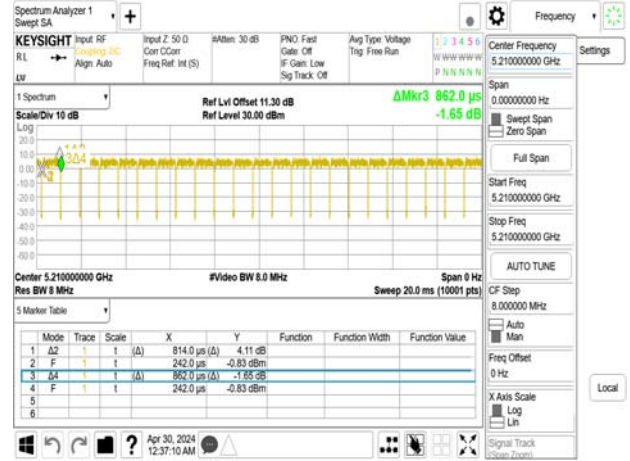 Spectrum Analyzer 1
Swept SA
Frequency
KEYSIGHT
RL
Input: RF
Coupling: DC
Align: Auto
Input Z: 50 Ω
Corr CCorr
Freq Ref: Int (S)
#Atten: 30 dB
PNO: Fast
Gate: Off
IF Gain: Low
Sig Track: Off
Avg Type: Voltage
Trig: Free Run
1 2 3 4 5 6
W W W W W W
P N N N N N
Center Frequency
5.210000000 GHz
Settings
1 Spectrum
Scale/Div 10 dB
Ref Lvl Offset 11.30 dB
Ref Level 30.00 dBm
ΔMkr3 862.0 µs
-1.65 dB
Log
20.0
10.0
0.00
-10.0
-20.0
-30.0
-40.0
-50.0
-60.0
3Δ4
Center 5.210000000 GHz
Res BW 8 MHz
#Video BW 8.0 MHz
Span 0 Hz
Sweep 20.0 ms (10001 pts)
Span
0.00000000 Hz
Swept Span
Zero Span
Full Span
Start Freq
5.210000000 GHz
Stop Freq
5.210000000 GHz
AUTO TUNE
CF Step
8.000000 MHz
Auto
Man
Freq Offset
0 Hz
X Axis Scale
Log
Lin
Signal Track
(Span Zoom)
Local
5 Marker Table
Mode Trace Scale X Y Function Function Width Function Value
1 Δ2 1 t (Δ) 814.0 µs (Δ) 4.11 dB
2 F 1 t 242.0 µs -0.83 dBm
3 Δ4 1 t (Δ) 862.0 µs (Δ) -1.65 dB
4 F 1 t 242.0 µs -0.83 dBm
5
6
Apr 30, 2024
12:37:10 AM